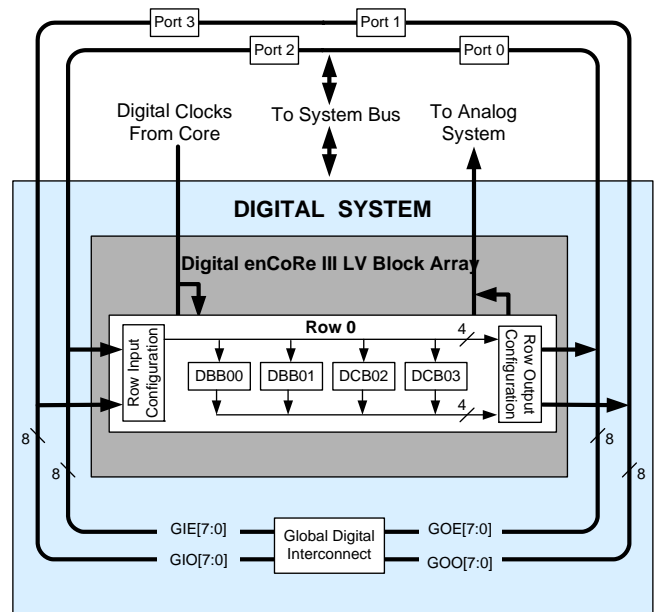 Port 3
Port 1
Port 2
Port 0
Digital Clocks
From Core
To System Bus
To Analog
System
DIGITAL SYSTEM
Digital enCoRe III LV Block Array
Row 0
4
Row Input
Configuration
DBB00
DBB01
DCB02
DCB03
4
Row Output
Configuration
8
8
8
8
GIE[7:0]
GIO[7:0]
Global Digital
Interconnect
GOE[7:0]
GOO[7:0]